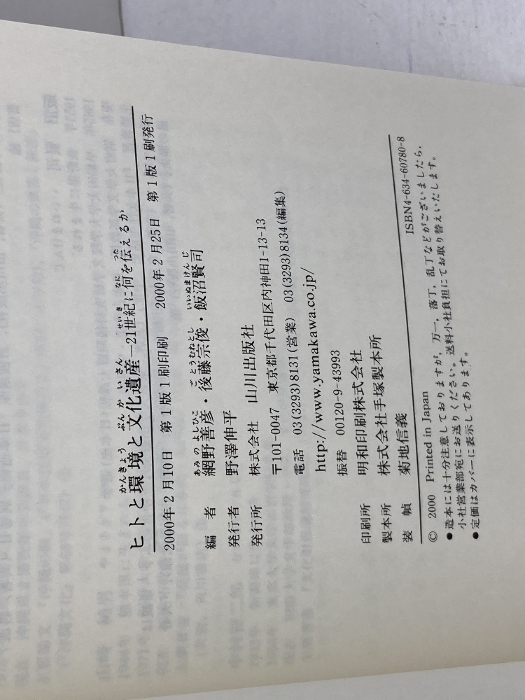 ヒトと環境と文化遺産―21世紀に何を伝えるか
2000年2月10日　第1版1刷印刷　　2000年2月25日　第1版1刷発行
編　者　網野善彦・後藤宗俊・飯沼賢司
発行者　野澤伸平
発行所　株式会社　山川出版社
〒101-0047　東京都千代田区内神田1-13-13
電話　03(3293)8131(営業)　03(3293)8134(編集)
http://www.yamakawa.co.jp/
振替　00120-9-43993
印刷所　明和印刷株式会社
製本所　株式会社手塚製本所
装　幀　菊地信義
© 2000 Printed in Japan　ISBN4-634-60780-8
●造本には十分注意しておりますが，万一，落丁，乱丁などがございましたら，
小社営業部宛にお送りください。送料小社負担にてお取り替えいたします。
●定価はカバーに表示してあります。